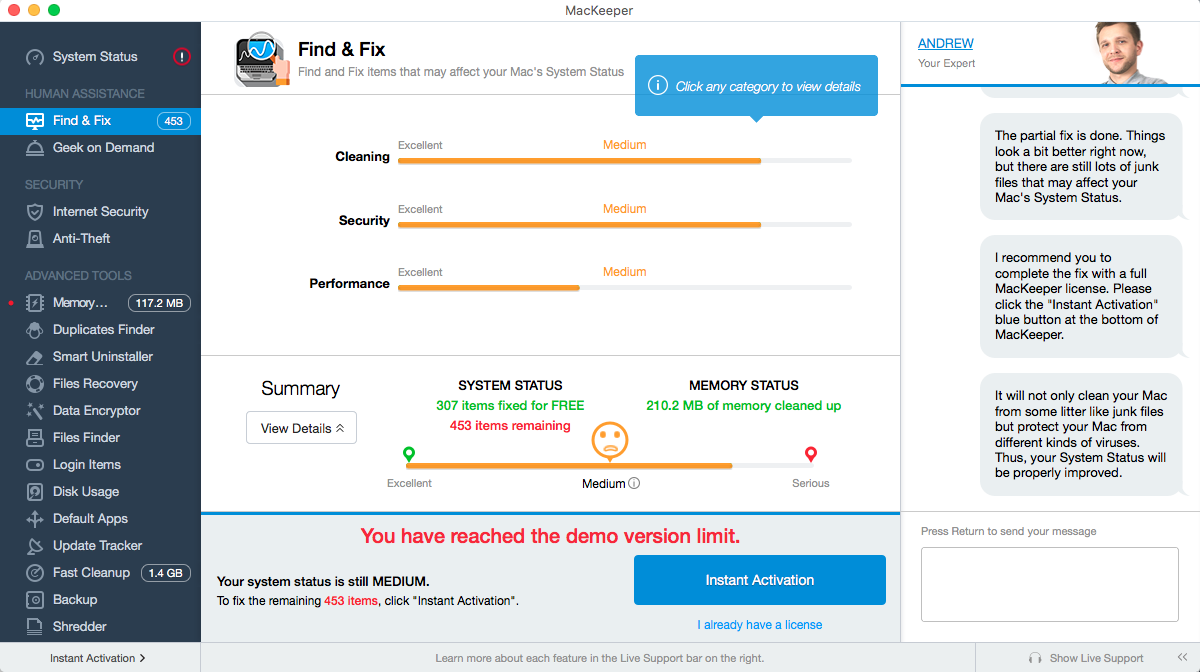 MacKeeper
System Status
!
HUMAN ASSISTANCE
Find & Fix 453
Geek on Demand
SECURITY
Internet Security
Anti-Theft
ADVANCED TOOLS
Memory... 117.2 MB
Duplicates Finder
Smart Uninstaller
Files Recovery
Data Encryptor
Files Finder
Login Items
Disk Usage
Default Apps
Update Tracker
Fast Cleanup 1.4 GB
Backup
Shredder
Instant Activation >
Find & Fix
Find and Fix items that may affect your Mac's System Status
Click any category to view details
Excellent Medium
Cleaning
Excellent Medium
Security
Excellent Medium
Performance
Summary
View Details
SYSTEM STATUS
307 items fixed for FREE
453 items remaining
MEMORY STATUS
210.2 MB of memory cleaned up
Excellent Medium Serious
You have reached the demo version limit.
Your system status is still MEDIUM.
To fix the remaining 453 items, click "Instant Activation".
Instant Activation
I already have a license
Learn more about each feature in the Live Support bar on the right.
ANDREW
Your Expert
The partial fix is done. Things
look a bit better right now,
but there are still lots of junk
files that may affect your
Mac's System Status.
I recommend you to
complete the fix with a full
MacKeeper license. Please
click the "Instant Activation"
blue button at the bottom of
MacKeeper.
It will not only clean your Mac
from some litter like junk files
but protect your Mac from
different kinds of viruses.
Thus, your System Status will
be properly improved.
Press Return to send your message
Show Live Support